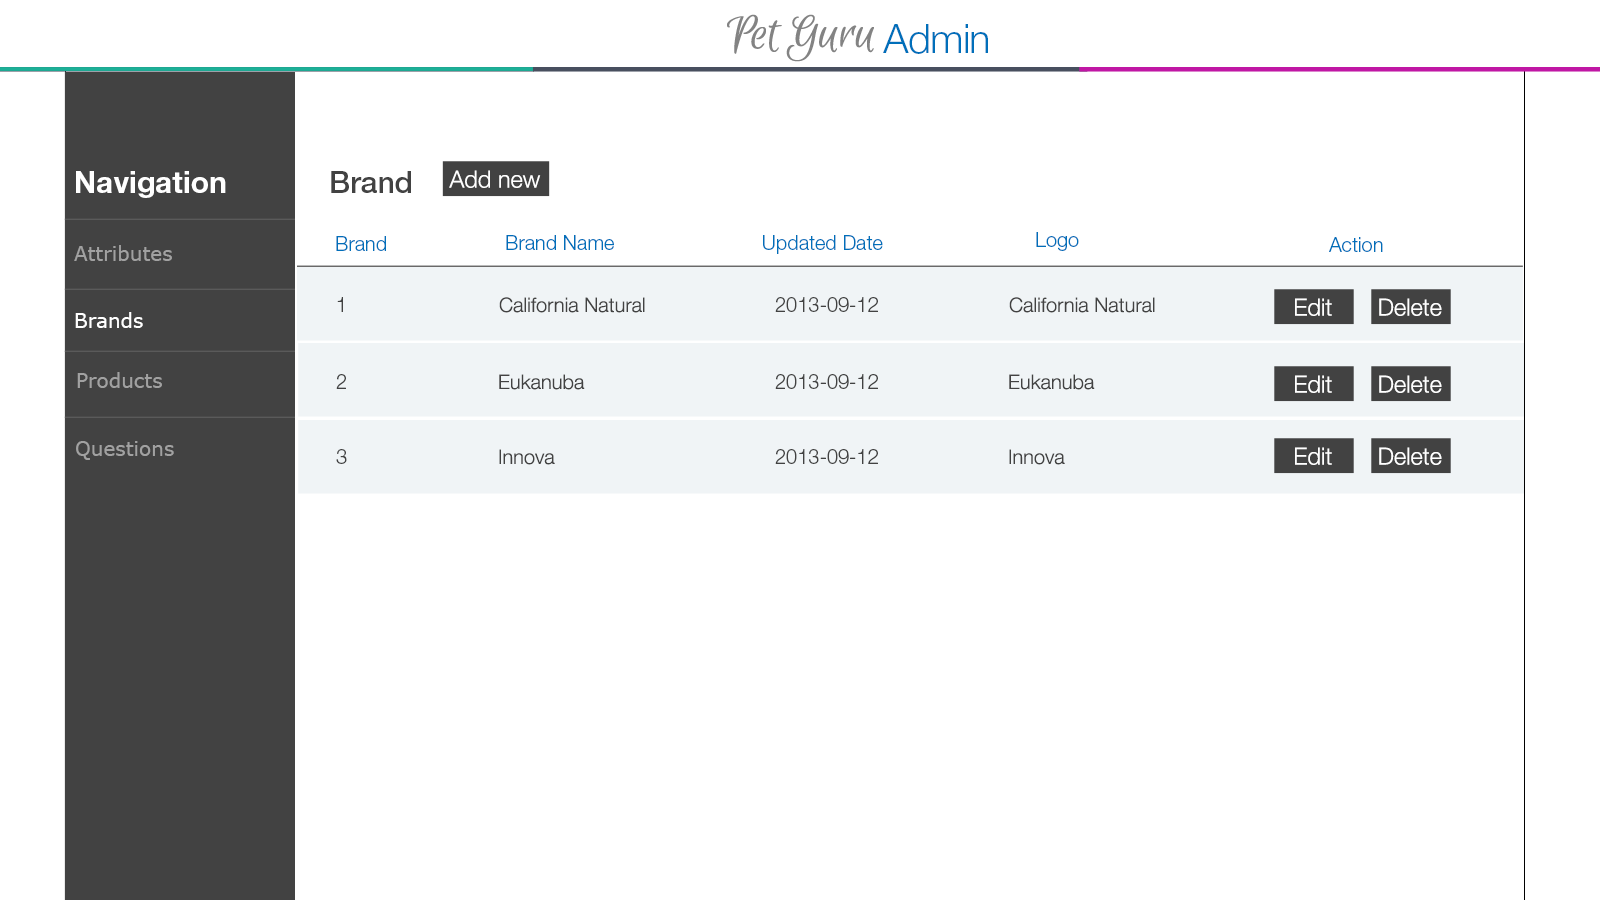 Pet Guru Admin
Navigation
Attributes
Brands
Products
Questions
Brand Add new
Brand Brand Name Updated Date Logo Action
1 California Natural 2013-09-12 California Natural Edit Delete
2 Eukanuba 2013-09-12 Eukanuba Edit Delete
3 Innova 2013-09-12 Innova Edit Delete